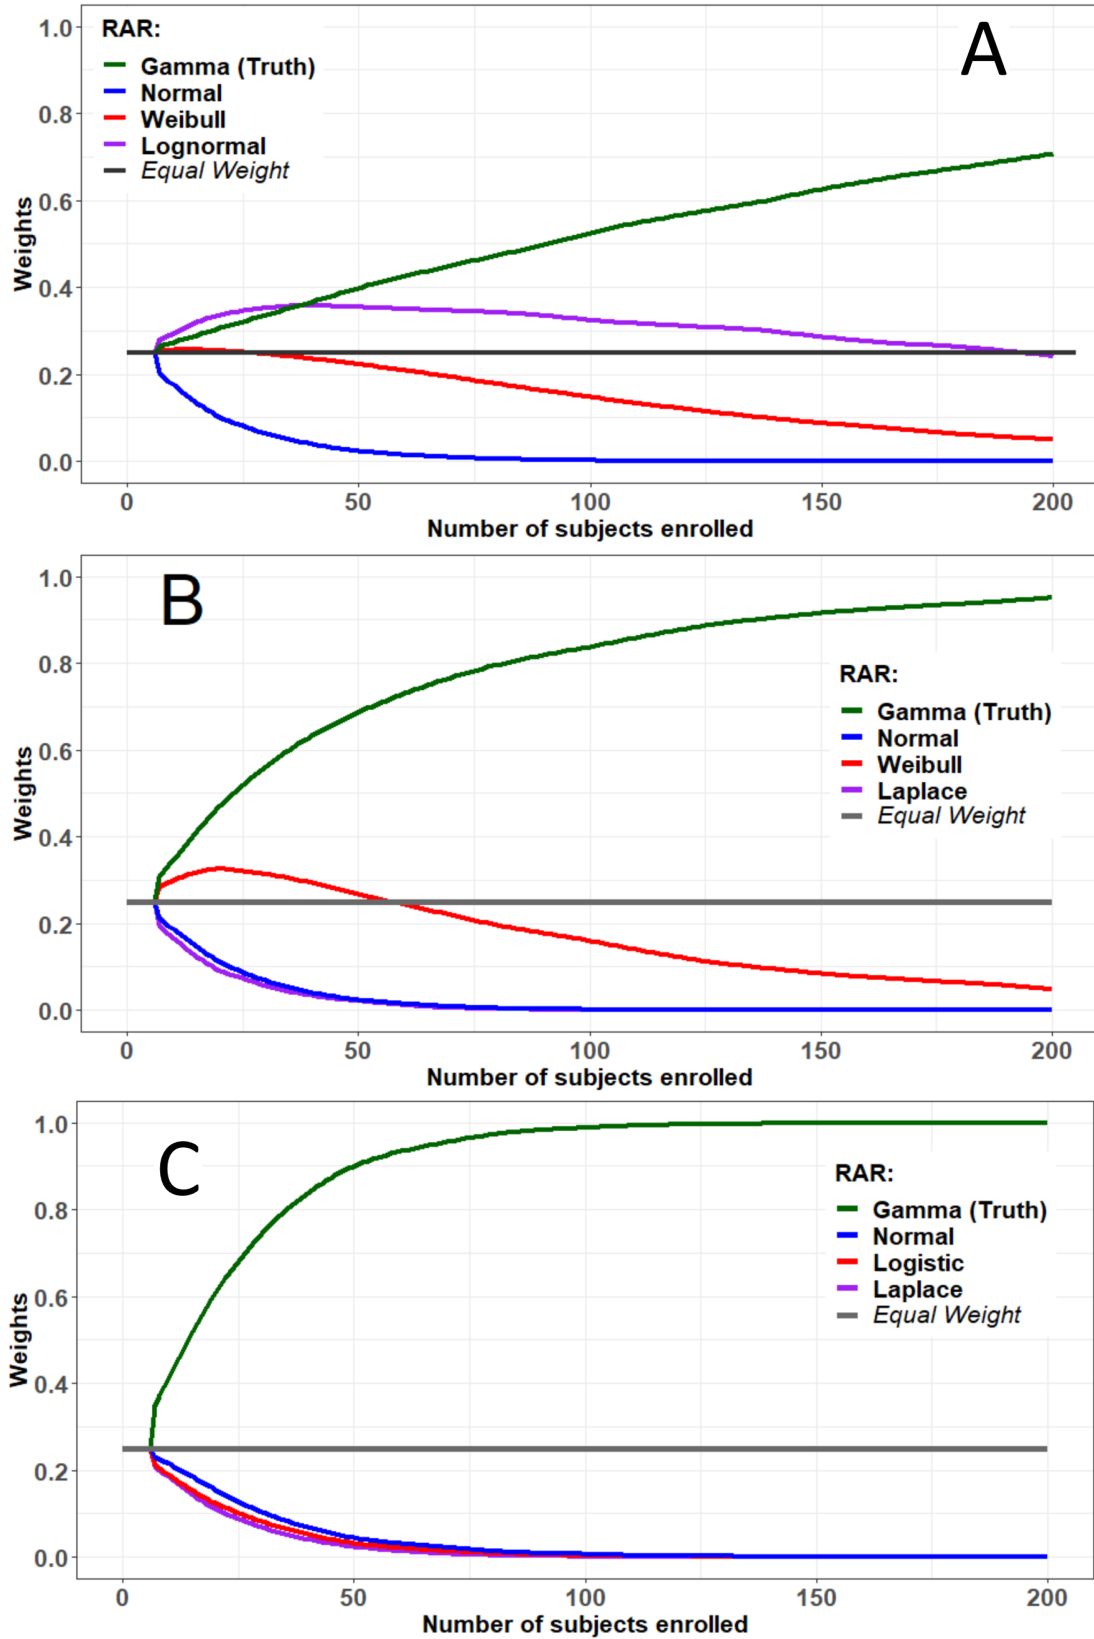 RAR:
Gamma (Truth)
Normal
Weibull
Lognormal
Equal Weight
A
Weights
1.0
0.8
0.6
0.4
0.2
0.0
0 50 100 150 200
Number of subjects enrolled
B
RAR:
Gamma (Truth)
Normal
Weibull
Laplace
Equal Weight
Weights
1.0
0.8
0.6
0.4
0.2
0.0
0 50 100 150 200
Number of subjects enrolled
C
RAR:
Gamma (Truth)
Normal
Logistic
Laplace
Equal Weight
Weights
1.0
0.8
0.6
0.4
0.2
0.0
0 50 100 150 200
Number of subjects enrolled